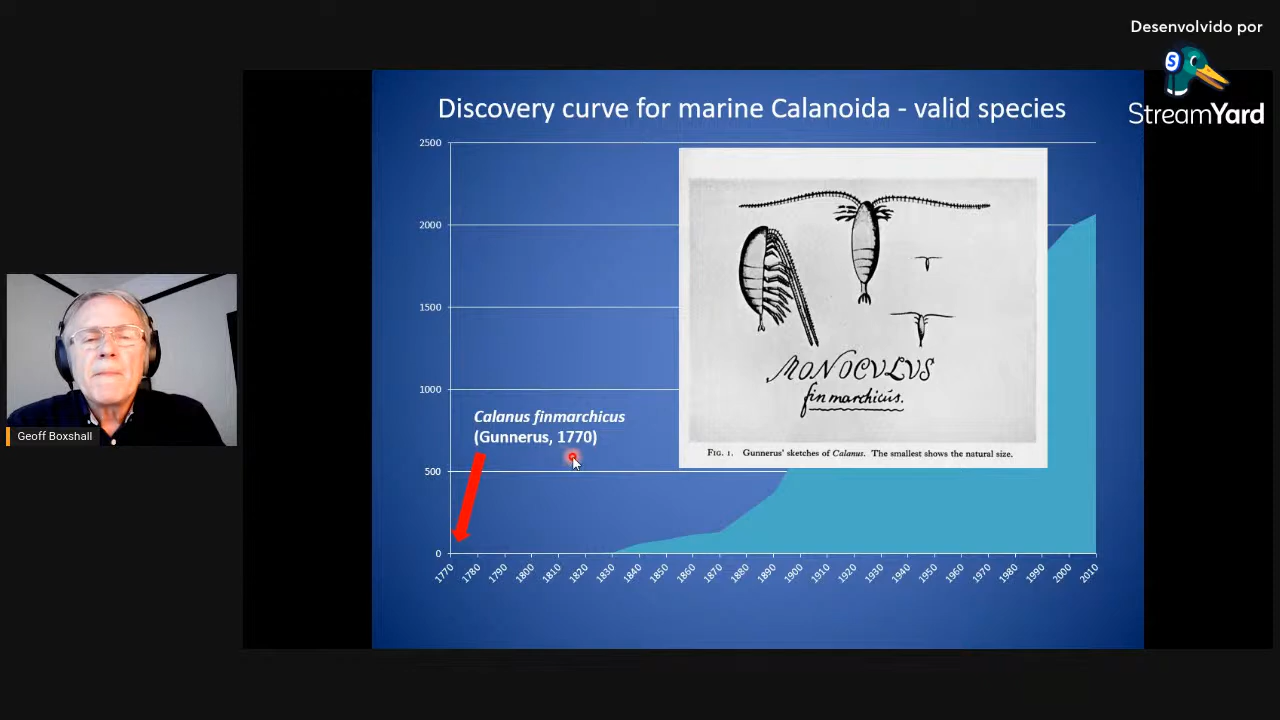 Desenvolvido por
StreamYard
Discovery curve for marine Calanoida - valid species
2500
2000
1500
1000
500
0
Calanus finmarchicus
(Gunnerus, 1770)
MONOCULUS
finmarchicus.
FIG. 1. Gunnerus' sketches of Calanus. The smallest shows the natural size.
1770 1780 1790 1800 1810 1820 1830 1840 1850 1860 1870 1880 1890 1900 1910 1920 1930 1940 1950 1960 1970 1980 1990 2000 2010
Geoff Boxshall